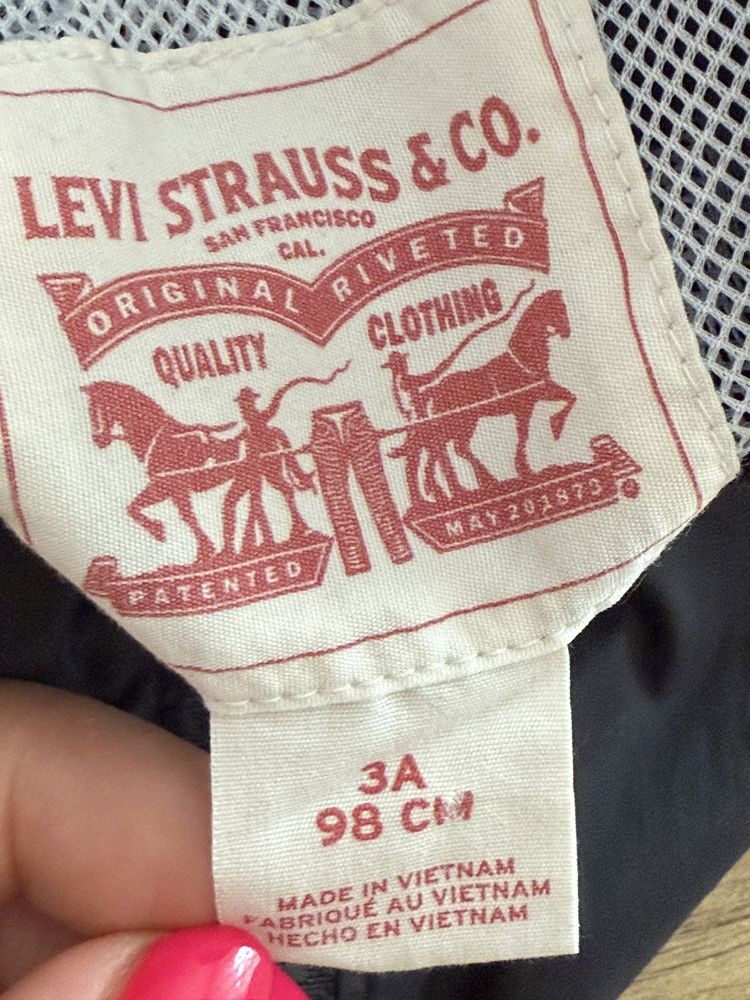 LEVI STRAUSS & CO.
SAN FRANCISCO
CAL.
ORIGINAL RIVETED
QUALITY CLOTHING
PATENTED MAY 20 1873
3A
98 CM
MADE IN VIETNAM
FABRIQUÉ AU VIETNAM
HECHO EN VIETNAM